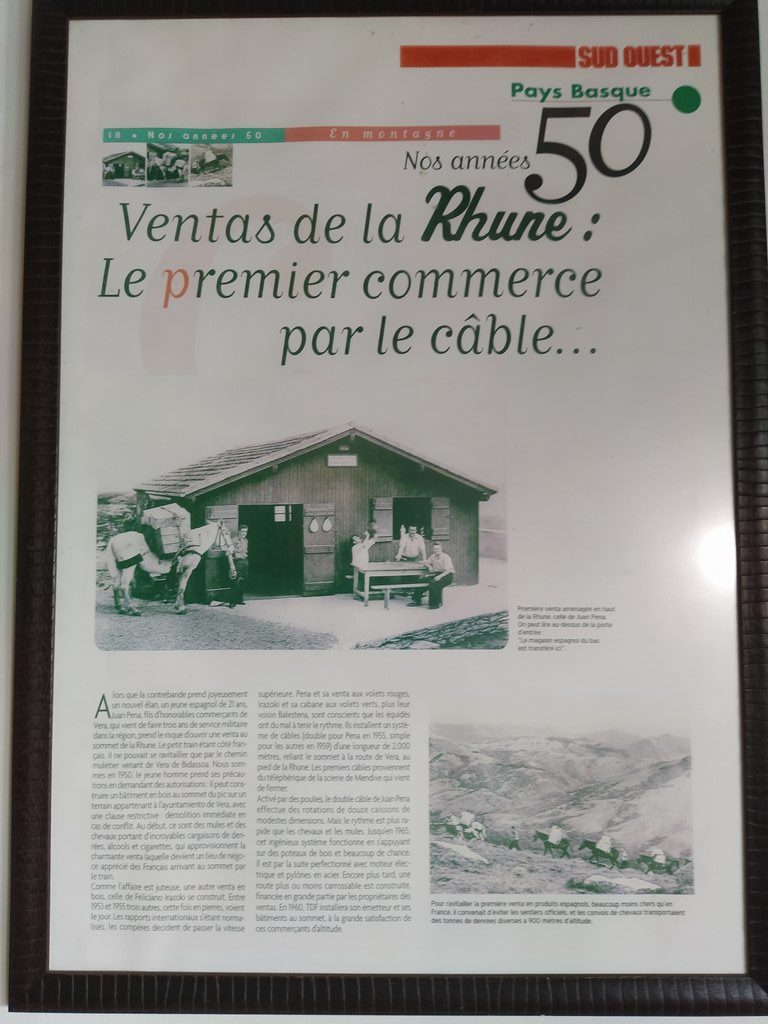 SUD OUEST
Pays Basque
18 • Nos années 50
En montagne
Nos années 50
Ventas de la Rhune :
Le premier commerce
par le câble...
Première venta aménagée en haut
de la Rhune, celle de Juan Pena.
On peut lire au-dessus de la porte
d'entrée :
"Le magasin espagnol du bas
est transféré ici".
Alors que la contrebande prend joyeusement
un nouvel élan, un jeune espagnol de 21 ans,
Juan Pena, fils d'honorables commerçants de
Vera, qui vient de faire trois ans de service militaire
dans la région, prend le risque d'ouvrir une venta au
sommet de la Rhune. Le petit train étant côté fran-
çais, il ne pouvait se ravitailler que par le chemin
muletier venant de Vera de Bidassoa. Nous som-
mes en 1950, le jeune homme prend ses précau-
tions en demandant des autorisations : il peut cons-
truire un bâtiment en bois au sommet du pic sur un
terrain appartenant à l'ayuntamiento de Vera, avec
une clause restrictive : démolition immédiate en
cas de conflit. Au début, ce sont des mules et des
chevaux portant d'incroyables cargaisons de den-
rées, alcools et cigarettes, qui approvisionnent la
charmante venta laquelle devient un lieu de négo-
ce apprécié des Français arrivant au sommet par
le train.
Comme l'affaire est juteuse, une autre venta en
bois, celle de Feliciano Irazoki se construit. Entre
1953 et 1955 trois autres, cette fois en pierres, voient
le jour. Les rapports internationaux s'étant norma-
lisés, les compères décident de passer la vitesse
supérieure. Pena et sa venta aux volets rouges,
Irazoki et sa cabane aux volets verts, plus leur
voisin Balestena, sont conscients que les équidés
ont du mal à tenir le rythme. Ils installent un systè-
me de câbles (double pour Pena en 1955, simple
pour les autres en 1959) d'une longueur de 2.000
mètres, reliant le sommet à la route de Vera, au
pied de la Rhune. Les premiers câbles proviennent
du téléphérique de la scierie de Mendive qui vient
de fermer.
Activé par des poulies, le double câble de Juan Pena
effectue des rotations de douze caissons de
modestes dimensions. Mais le rythme est plus ra-
pide que les chevaux et les mules. Jusqu'en 1965,
cet ingénieux système fonctionne en s'appuyant
sur des poteaux de bois et beaucoup de chance.
Il est par la suite perfectionné avec moteur élec-
trique et pylônes en acier. Encore plus tard, une
route plus ou moins carrossable est construite,
financée en grande partie par les propriétaires des
ventas. En 1960, TDF installera son émetteur et ses
bâtiments au sommet, à la grande satisfaction de
ces commerçants d'altitude.
Pour ravitailler la première venta en produits espagnols, beaucoup moins chers qu'en
France, il convenait d'éviter les sentiers officiels, et les convois de chevaux transportaient
des tonnes de denrées diverses à 900 mètres d'altitude.